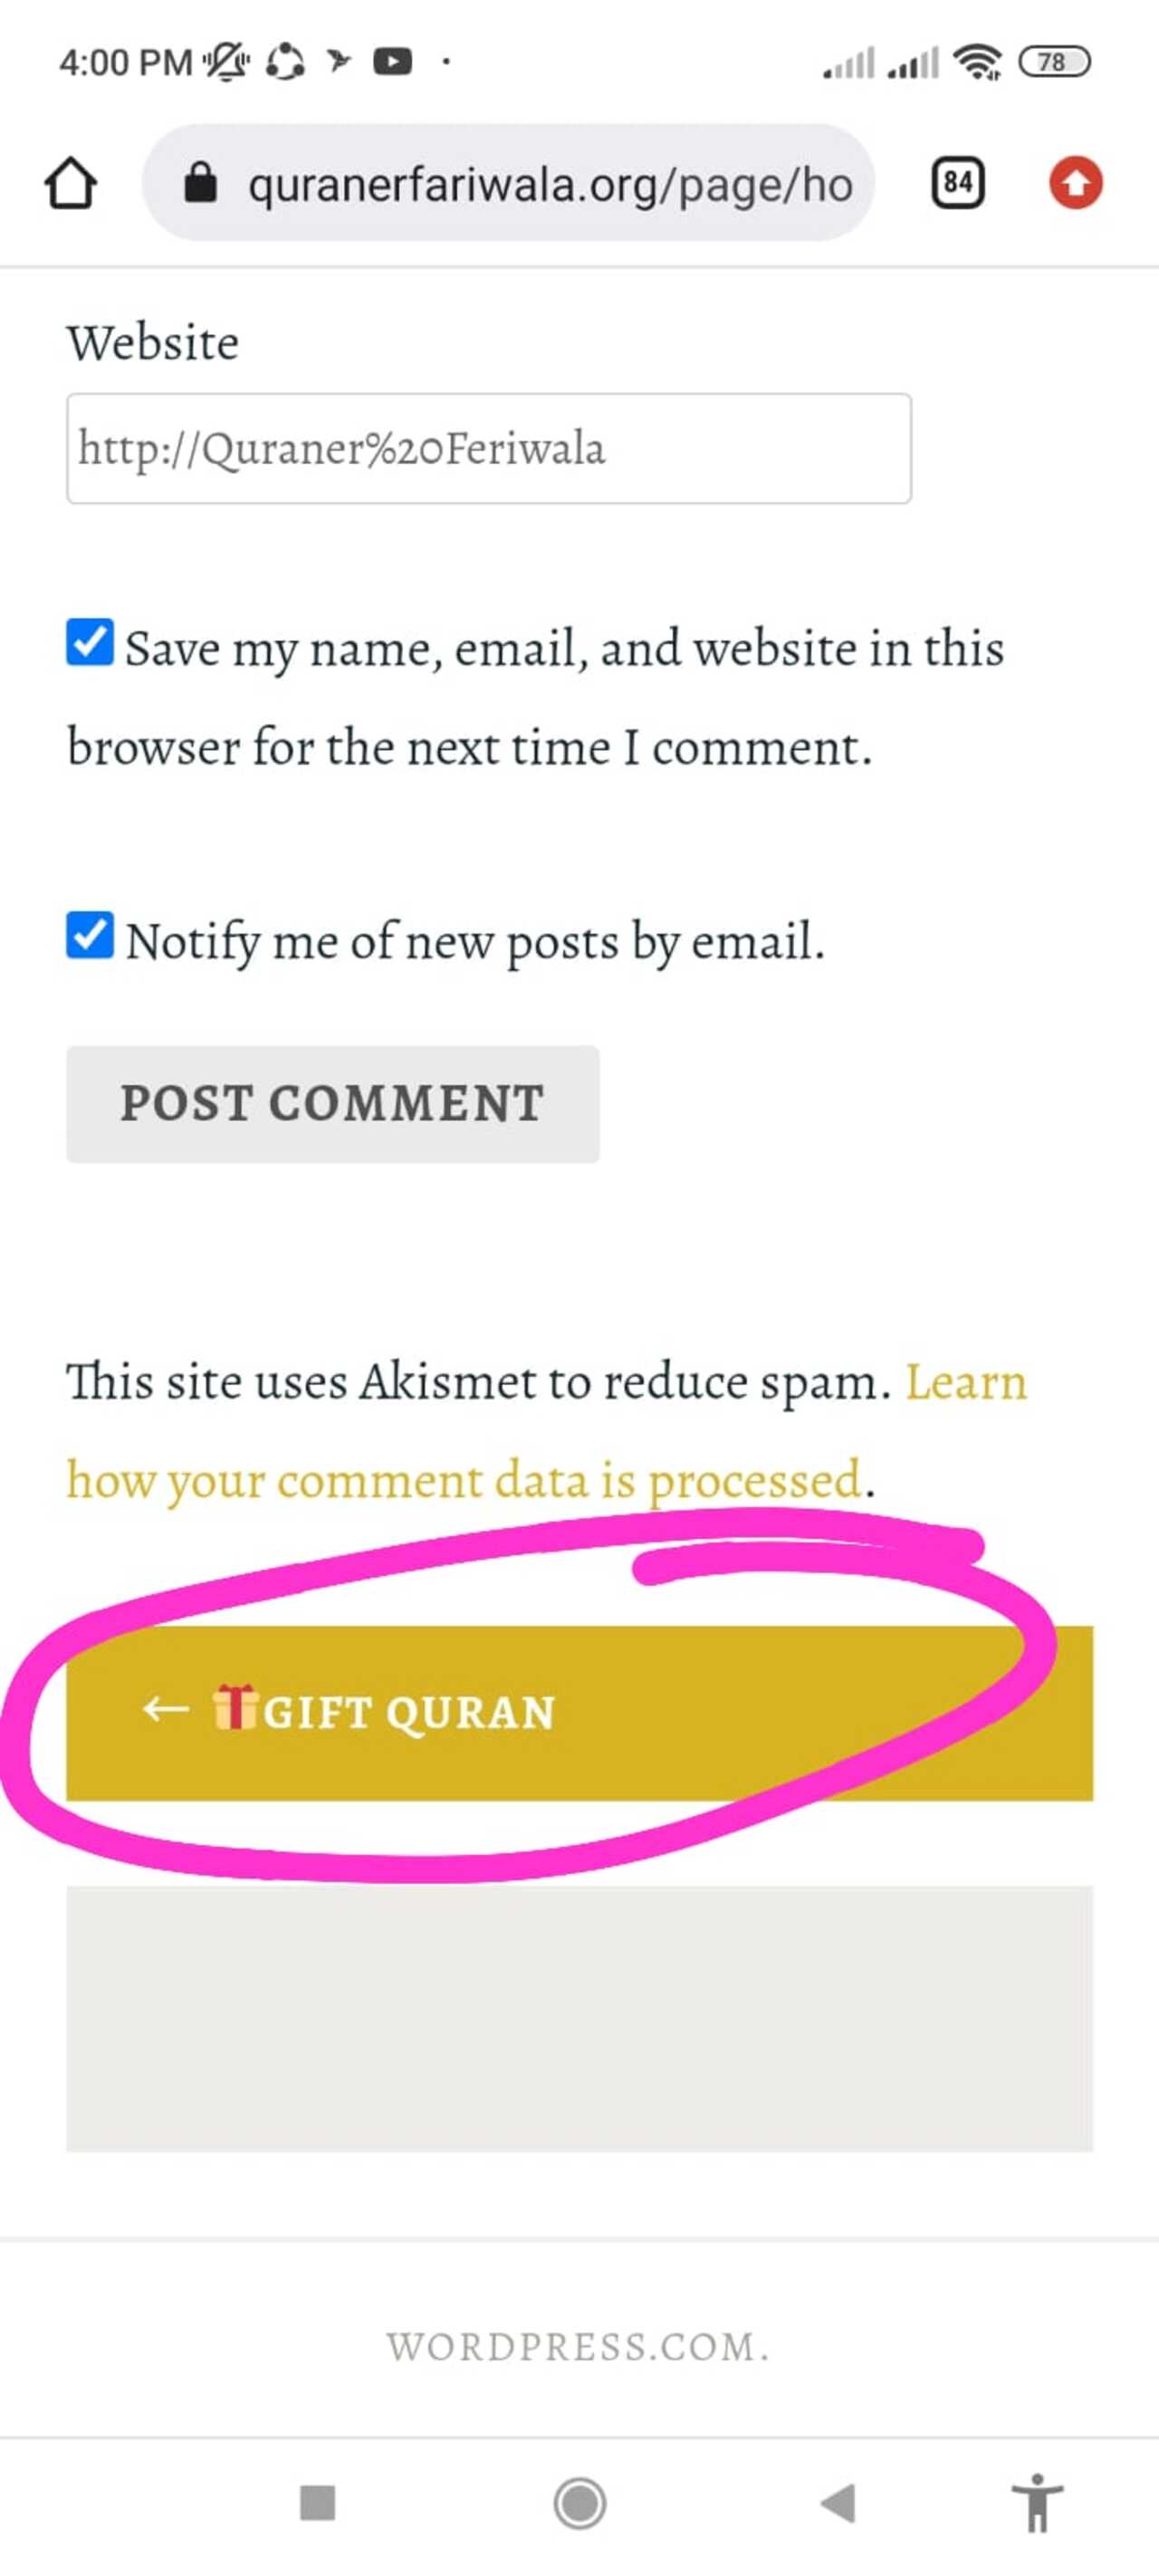 4:00 PM
78
quranerfariwala.org/page/ho
84
Website
http://Quraner%20Feriwala
Save my name, email, and website in this
browser for the next time I comment.
Notify me of new posts by email.
POST COMMENT
This site uses Akismet to reduce spam. Learn
how your comment data is processed.
← 🎁GIFT QURAN
WORDPRESS.COM.